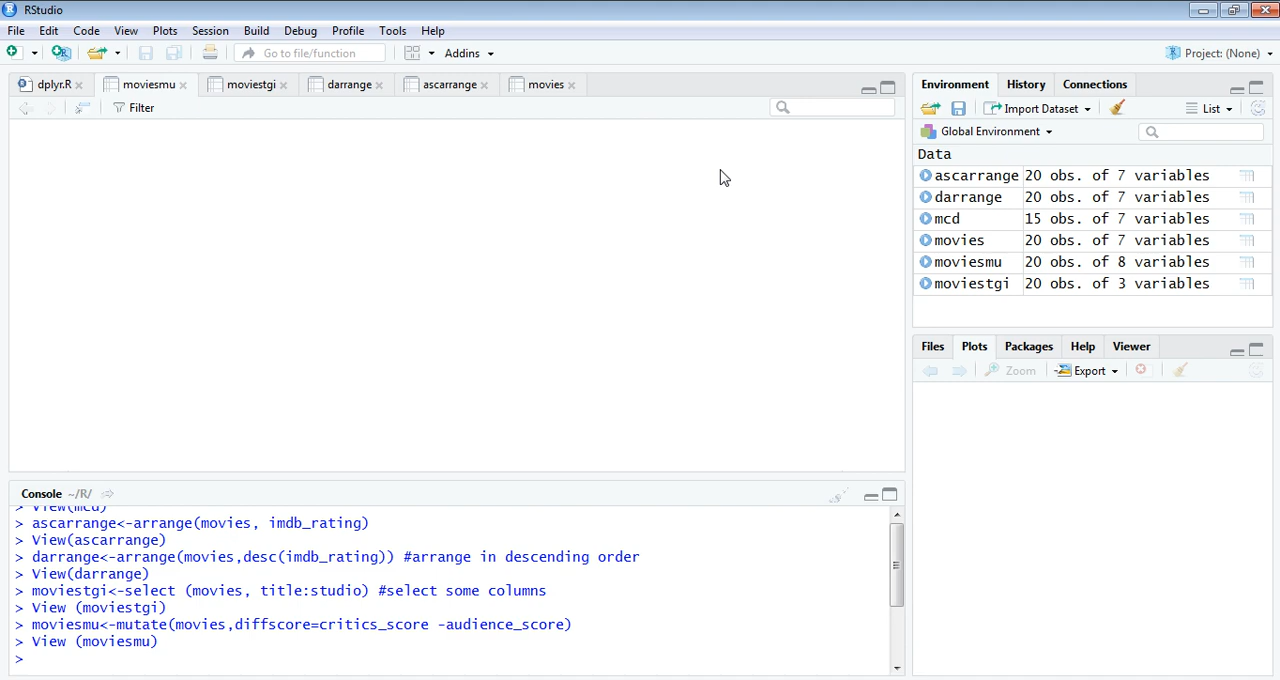 RStudio
File Edit Code View Plots Session Build Debug Profile Tools Help
Go to file/function Addins Project: (None)
dplyr.R moviesmu moviestgi darrange ascarrange movies
Filter
Environment History Connections
Import Dataset List
Global Environment
Data
ascarrange 20 obs. of 7 variables
darrange 20 obs. of 7 variables
mcd 15 obs. of 7 variables
movies 20 obs. of 7 variables
moviesmu 20 obs. of 8 variables
moviestgi 20 obs. of 3 variables
Files Plots Packages Help Viewer
Zoom Export
Console ~/R/
> View(mcd)
> ascarrange<-arrange(movies, imdb_rating)
> View(ascarrange)
> darrange<-arrange(movies,desc(imdb_rating)) #arrange in descending order
> View(darrange)
> moviestgi<-select (movies, title:studio) #select some columns
> View (moviestgi)
> moviesmu<-mutate(movies,diffscore=critics_score -audience_score)
> View (moviesmu)
>